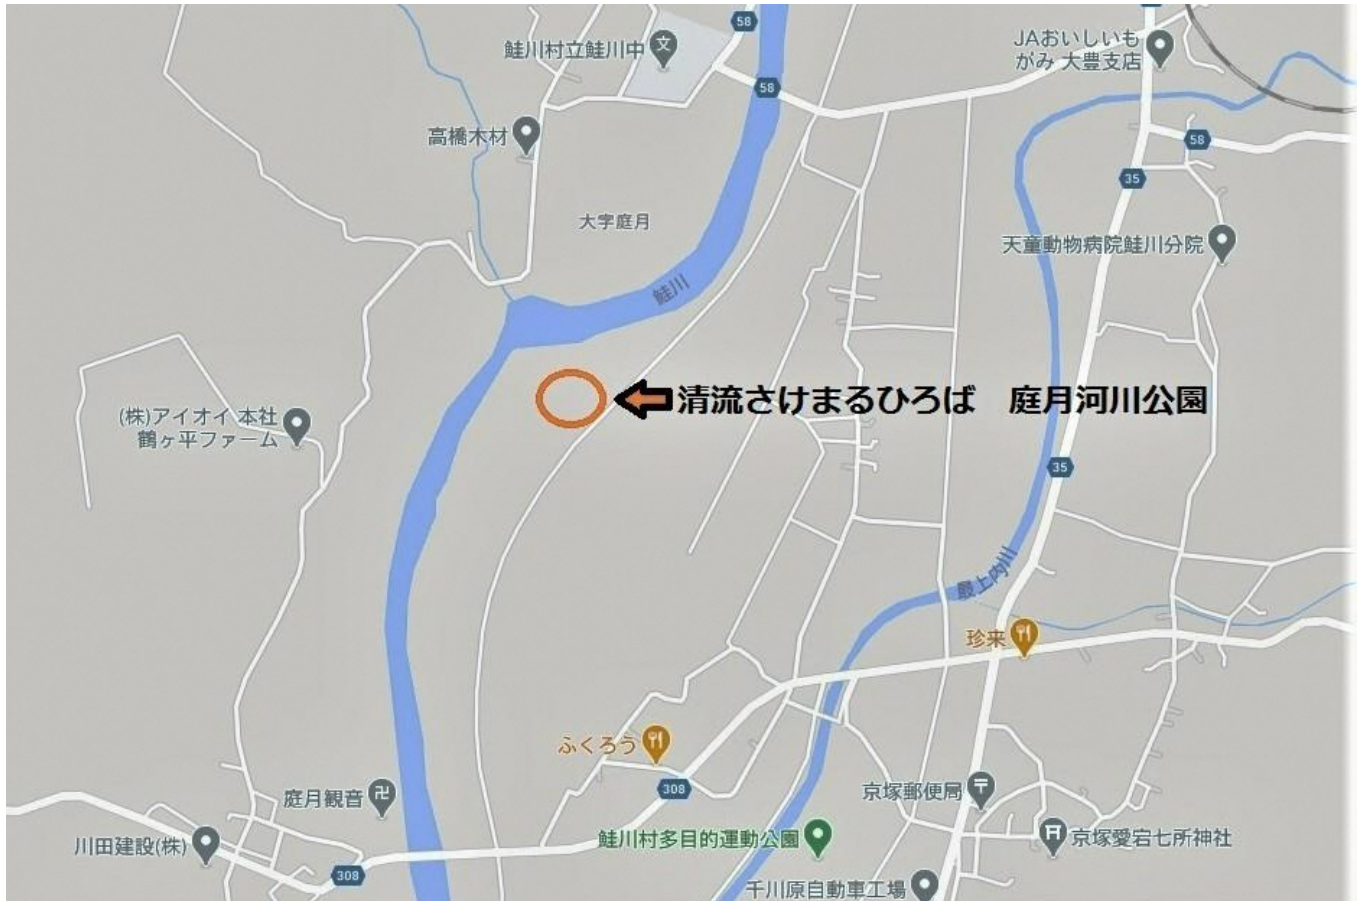 58
鮭川村立鮭川中
文
JAおいしいも
がみ 大豊支店
58
高橋木材
58
35
大字庭月
天童動物病院鮭川分院
鮭川
清流さけまるひろば 庭月河川公園
(株)アイオイ 本社
鶴ヶ平ファーム
35
最上内川
珍来
ふくろう
308
庭月観音
卍
京塚郵便局
〒
川田建設(株)
鮭川村多目的運動公園
京塚愛宕七所神社
308
千川原自動車工場